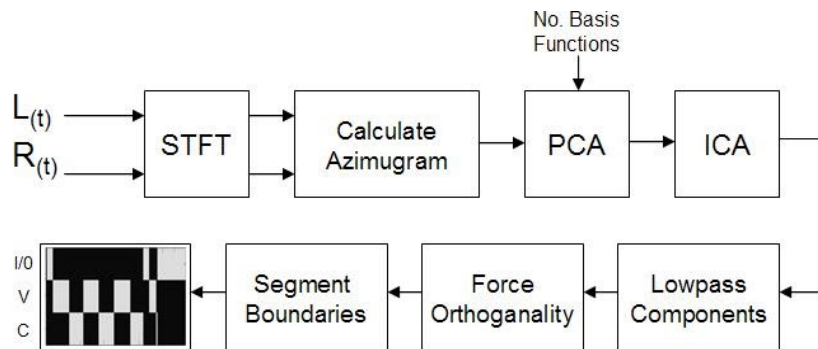 No. Basis
Functions
L(t)
R(t)
STFT
Calculate
Azimugram
PCA
ICA
I/0
V
C
Segment
Boundaries
Force
Orthoganality
Lowpass
Components